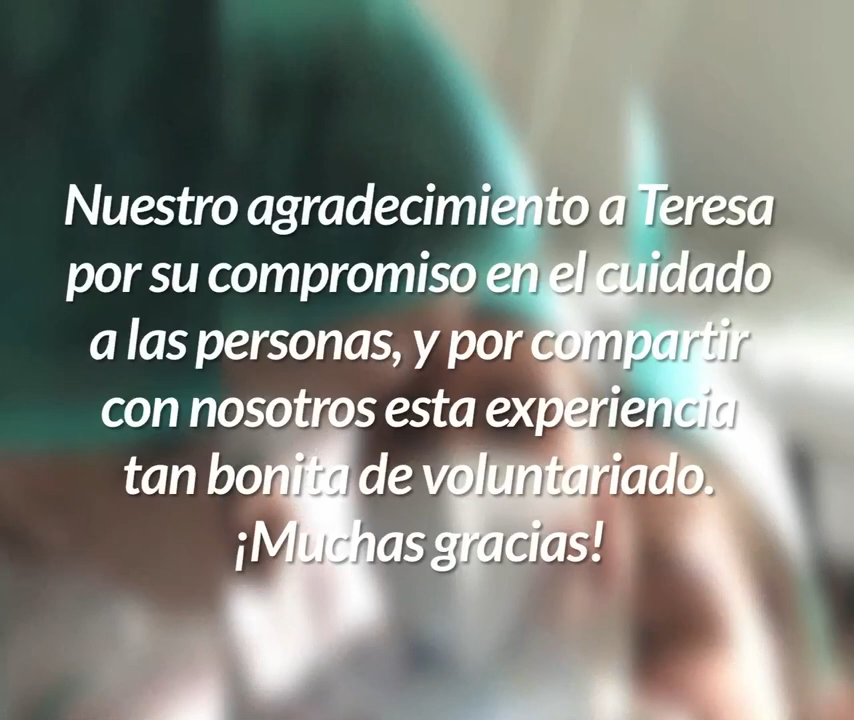 Nuestro agradecimiento a Teresa
por su compromiso en el cuidado
a las personas, y por compartir
con nosotros esta experiencia
tan bonita de voluntariado.
¡Muchas gracias!